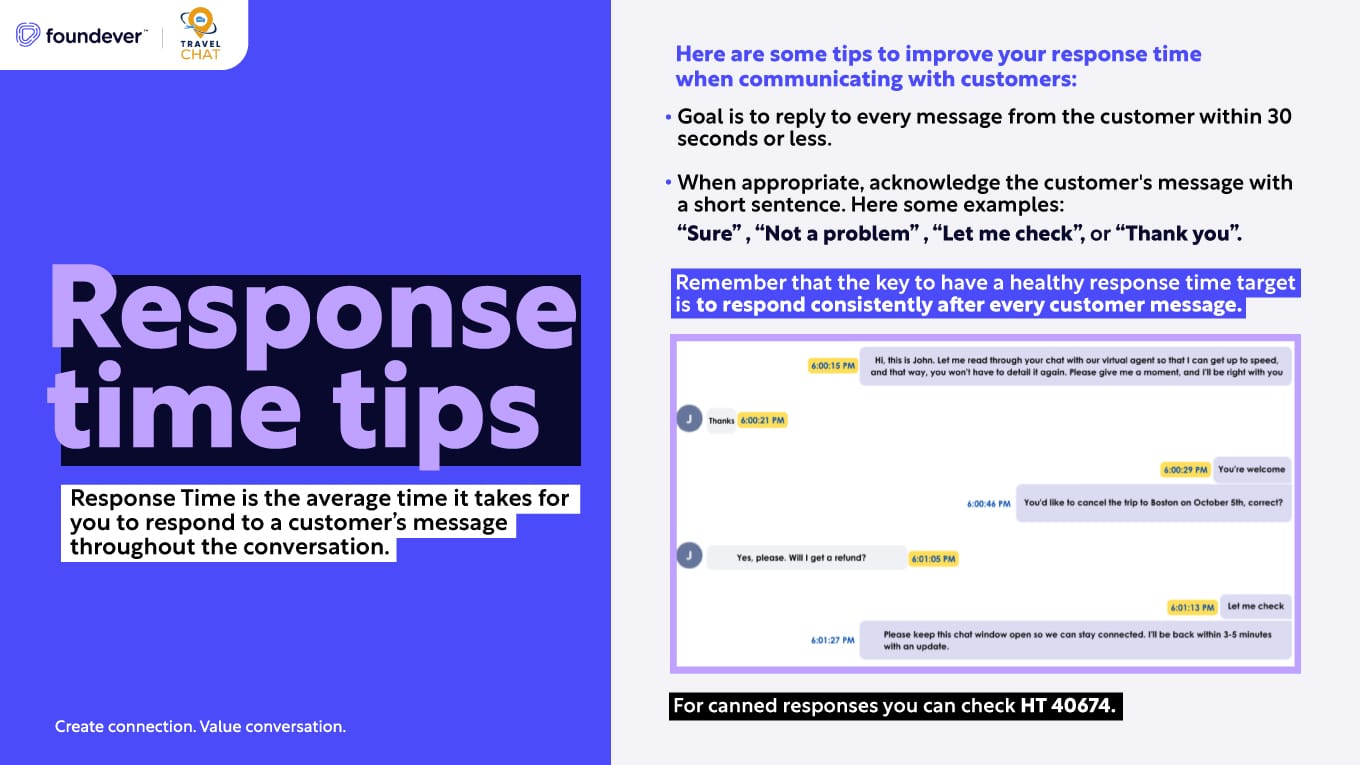 foundever™
TRAVEL
CHAT
Response
time tips
Response Time is the average time it takes for
you to respond to a customer’s message
throughout the conversation.
Create connection. Value conversation.
Here are some tips to improve your response time
when communicating with customers:
• Goal is to reply to every message from the customer within 30
seconds or less.
• When appropriate, acknowledge the customer's message with
a short sentence. Here some examples:
“Sure” , “Not a problem” , “Let me check”, or “Thank you”.
Remember that the key to have a healthy response time target
is to respond consistently after every customer message.
6:00:15 PM Hi, this is John. Let me read through your chat with our virtual agent so that I can get up to speed,
and that way, you won't have to detail it again. Please give me a moment, and I'll be right with you
J Thanks 6:00:21 PM
6:00:29 PM You're welcome
6:00:46 PM You'd like to cancel the trip to Boston on October 5th, correct?
J Yes, please. Will I get a refund? 6:01:05 PM
6:01:13 PM Let me check
6:01:27 PM Please keep this chat window open so we can stay connected. I'll be back within 3-5 minutes
with an update.
For canned responses you can check HT 40674.